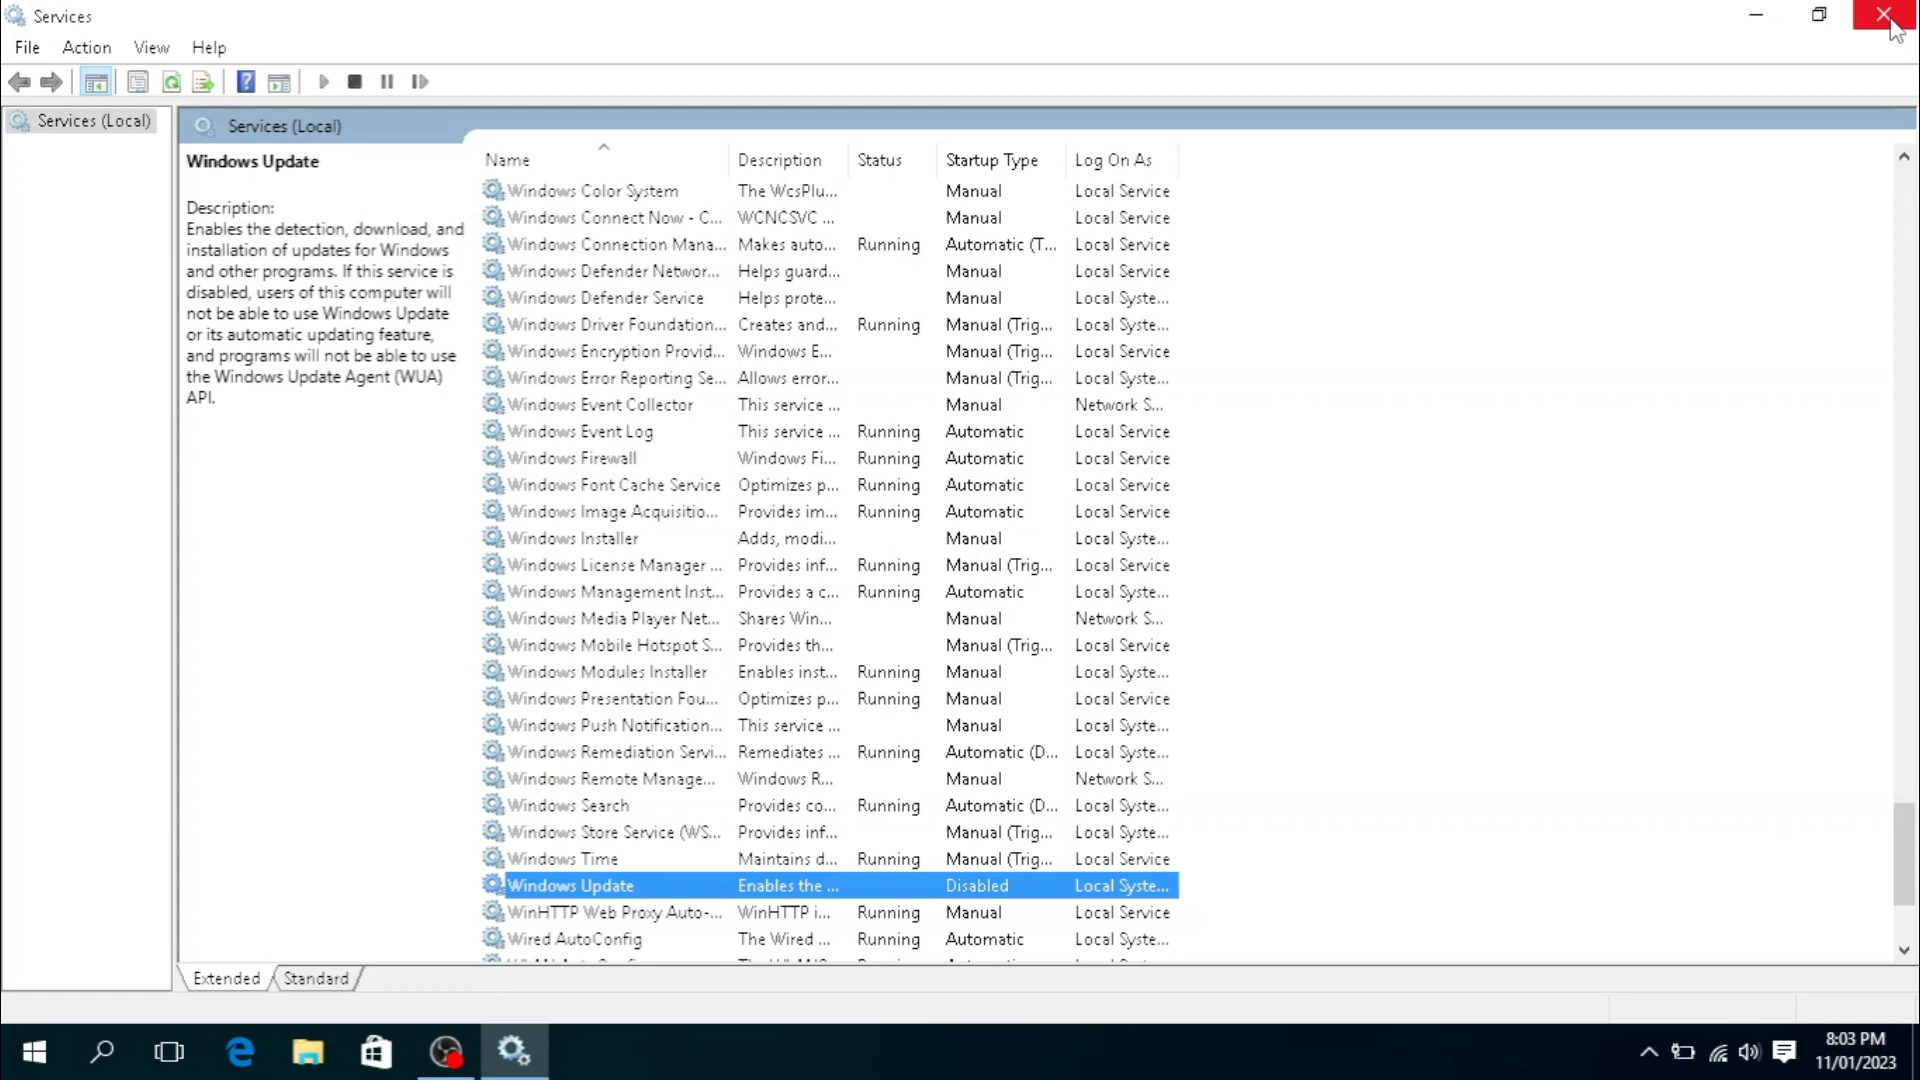 Services
File Action View Help
Services (Local)
Services (Local)
Windows Update
Description:
Enables the detection, download, and
installation of updates for Windows
and other programs. If this service is
disabled, users of this computer will
not be able to use Windows Update
or its automatic updating feature,
and programs will not be able to use
the Windows Update Agent (WUA)
API.
Name Description Status Startup Type Log On As
Windows Color System The WcsPlu... Manual Local Service
Windows Connect Now - C... WCNCSVC ... Manual Local Service
Windows Connection Mana... Makes auto... Running Automatic (T... Local Service
Windows Defender Networ... Helps guard... Manual Local Service
Windows Defender Service Helps prote... Manual Local Syste...
Windows Driver Foundation... Creates and... Running Manual (Trig... Local Syste...
Windows Encryption Provid... Windows E... Manual (Trig... Local Service
Windows Error Reporting Se... Allows error... Manual (Trig... Local Syste...
Windows Event Collector This service ... Manual Network S...
Windows Event Log This service ... Running Automatic Local Service
Windows Firewall Windows Fi... Running Automatic Local Service
Windows Font Cache Service Optimizes p... Running Automatic Local Service
Windows Image Acquisitio... Provides im... Running Automatic Local Service
Windows Installer Adds, modi... Manual Local Syste...
Windows License Manager ... Provides inf... Running Manual (Trig... Local Service
Windows Management Inst... Provides a c... Running Automatic Local Syste...
Windows Media Player Net... Shares Win... Manual Network S...
Windows Mobile Hotspot S... Provides th... Manual (Trig... Local Service
Windows Modules Installer Enables inst... Running Manual Local Syste...
Windows Presentation Fou... Optimizes p... Running Manual Local Service
Windows Push Notification... This service ... Manual Local Syste...
Windows Remediation Servi... Remediates ... Running Automatic (D... Local Syste...
Windows Remote Manage... Windows R... Manual Network S...
Windows Search Provides co... Running Automatic (D... Local Syste...
Windows Store Service (WS... Provides inf... Manual (Trig... Local Syste...
Windows Time Maintains d... Running Manual (Trig... Local Service
Windows Update Enables the ... Disabled Local Syste...
WinHTTP Web Proxy Auto-... WinHTTP i... Running Manual Local Service
Wired AutoConfig The Wired ... Running Automatic Local Syste...
Extended Standard
8:03 PM
11/01/2023